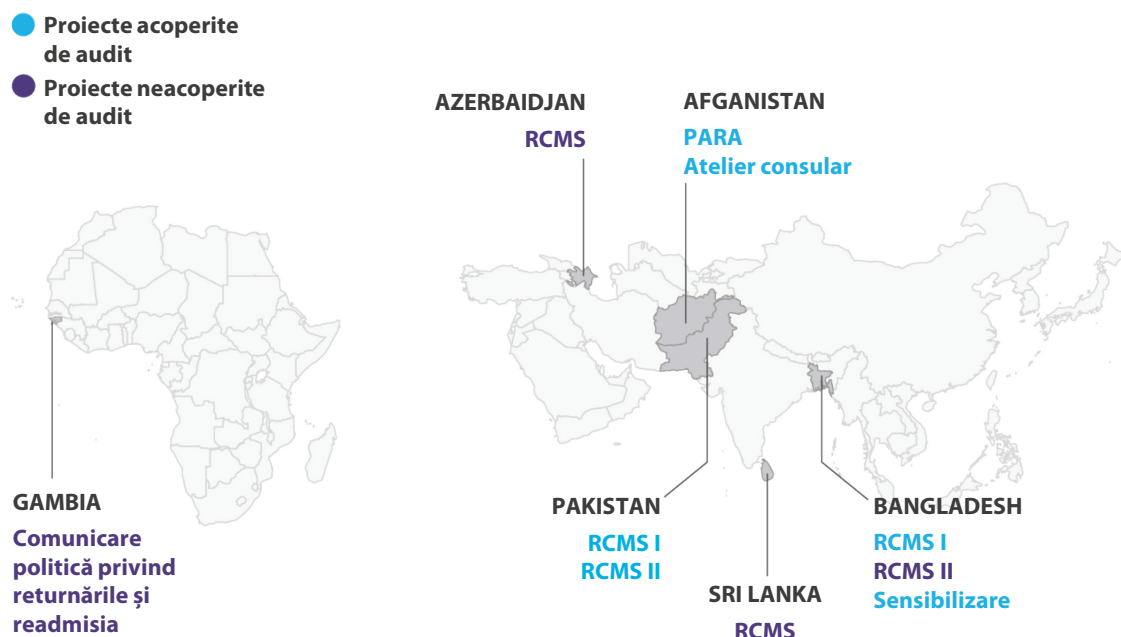 Proiecte acoperite
de audit
Proiecte neacoperite
de audit
AZERBAIDJAN
RCMS
AFGANISTAN
PARA
Atelier consular
GAMBIA
Comunicare
politică privind
returnările și
readmisia
PAKISTAN
RCMS I
RCMS II
SRI LANKA
RCMS
BANGLADESH
RCMS I
RCMS II
Sensibilizare